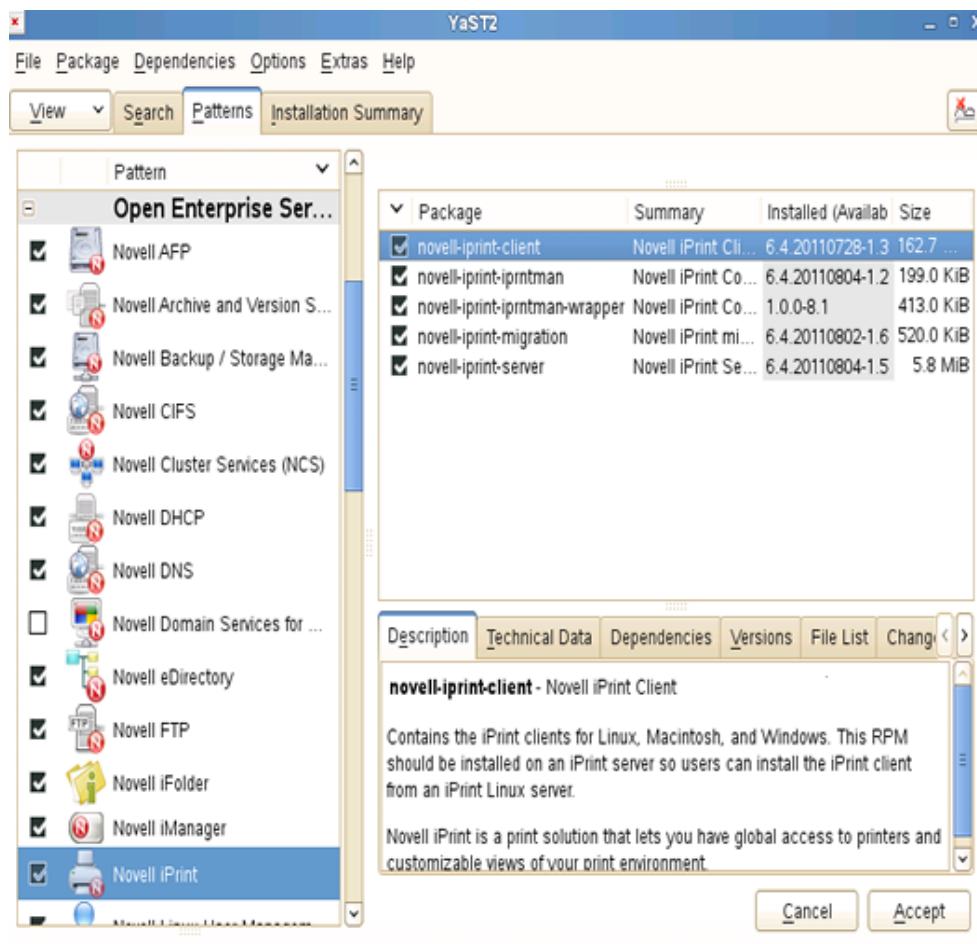 YaST2
File Package Dependencies Options Extras Help
View Search Patterns Installation Summary
Pattern
Open Enterprise Ser...
Novell AFP
Novell Archive and Version S...
Novell Backup / Storage Ma...
Novell CIFS
Novell Cluster Services (NCS)
Novell DHCP
Novell DNS
Novell Domain Services for ...
Novell eDirectory
FTP Novell FTP
Novell iFolder
Novell iManager
Novell iPrint
Novell Linux User Managem
Package Summary Installed (Availab Size
novell-iprint-client Novell iPrint Cli... 6.4.20110728-1.3 162.7 ...
novell-iprint-iprntman Novell iPrint Co... 6.4.20110804-1.2 199.0 KiB
novell-iprint-iprntman-wrapper Novell iPrint Co... 1.0.0-8.1 413.0 KiB
novell-iprint-migration Novell iPrint mi... 6.4.20110802-1.6 520.0 KiB
novell-iprint-server Novell iPrint Se... 6.4.20110804-1.5 5.8 MiB
Description Technical Data Dependencies Versions File List Chang
novell-iprint-client - Novell iPrint Client
Contains the iPrint clients for Linux, Macintosh, and Windows. This RPM
should be installed on an iPrint server so users can install the iPrint client
from an iPrint Linux server.
Novell iPrint is a print solution that lets you have global access to printers and
customizable views of your print environment.
Cancel Accept